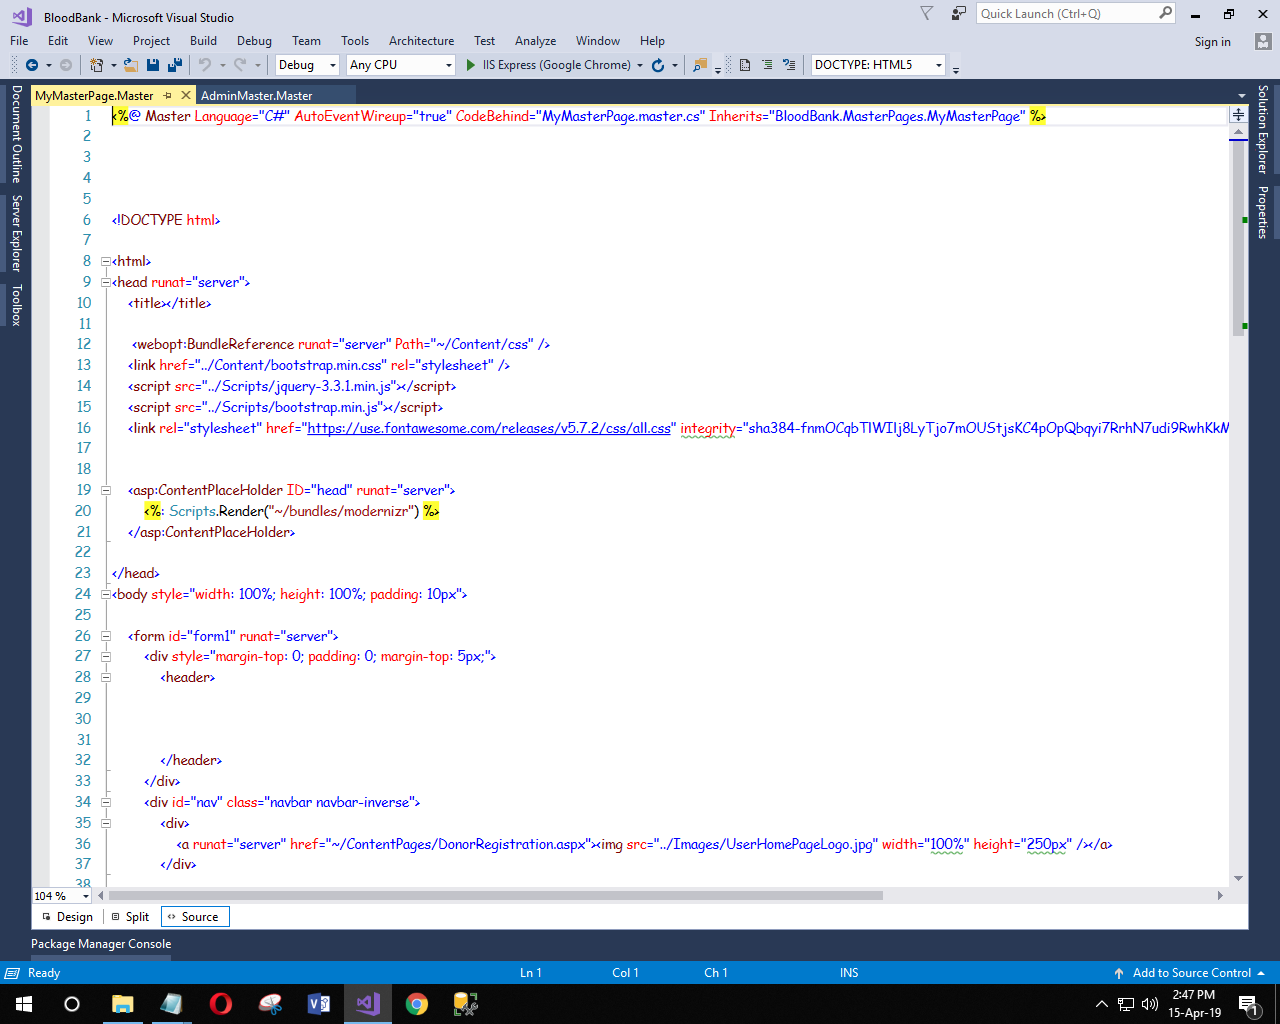 BloodBank - Microsoft Visual Studio
Quick Launch (Ctrl+Q)
File Edit View Project Build Debug Team Tools Architecture Test Analyze Window Help
Sign in
Debug Any CPU IIS Express (Google Chrome) DOCTYPE: HTML5
MyMasterPage.Master AdminMaster.Master
Document Outline
Server Explorer
Toolbox
Solution Explorer
Properties
1 <%@ Master Language="C#" AutoEventWireup="true" CodeBehind="MyMasterPage.master.cs" Inherits="BloodBank.MasterPages.MyMasterPage" %>
2
3
4
5
6 <!DOCTYPE html>
7
8 <html>
9 <head runat="server">
10 <title></title>
11
12 <webopt:BundleReference runat="server" Path="~/Content/css" />
13 <link href="../Content/bootstrap.min.css" rel="stylesheet" />
14 <script src="../Scripts/jquery-3.3.1.min.js"></script>
15 <script src="../Scripts/bootstrap.min.js"></script>
16 <link rel="stylesheet" href="https://use.fontawesome.com/releases/v5.7.2/css/all.css" integrity="sha384-fnmOCqbTlWIlj8LyTjo7mOUStjsKC4pOpQbqyi7RrhN7udi9RwhKkM
17
18
19 <asp:ContentPlaceHolder ID="head" runat="server">
20 <%: Scripts.Render("~/bundles/modernizr") %>
21 </asp:ContentPlaceHolder>
22
23 </head>
24 <body style="width: 100%; height: 100%; padding: 10px">
25
26 <form id="form1" runat="server">
27 <div style="margin-top: 0; padding: 0; margin-top: 5px;">
28 <header>
29
30
31
32 </header>
33 </div>
34 <div id="nav" class="navbar navbar-inverse">
35 <div>
36 <a runat="server" href="~/ContentPages/DonorRegistration.aspx"><img src="../Images/UserHomePageLogo.jpg" width="100%" height="250px" /></a>
37 </div>
38
104 %
Design Split Source
Package Manager Console
Ready Ln 1 Col 1 Ch 1 INS Add to Source Control
2:47 PM
15-Apr-19
1